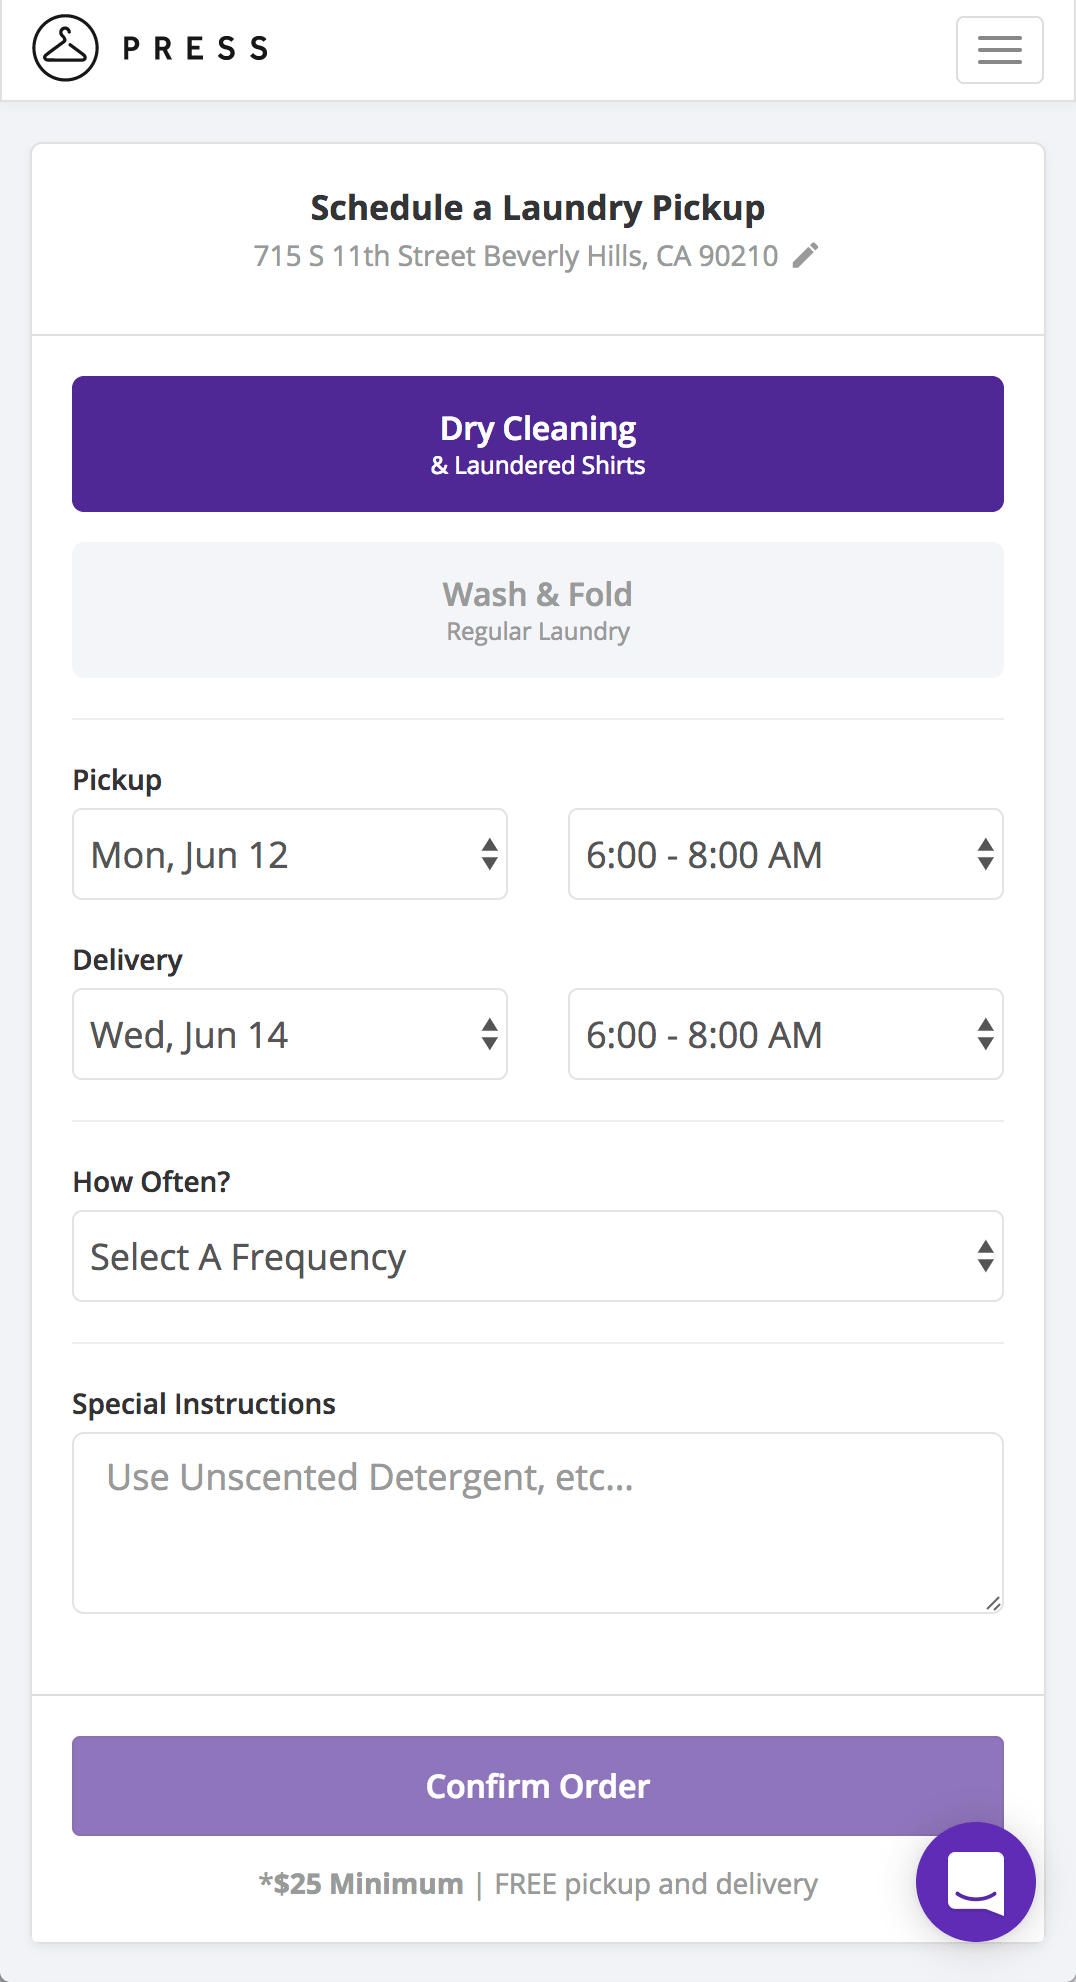 PRESS
Schedule a Laundry Pickup
715 S 11th Street Beverly Hills, CA 90210
Dry Cleaning
& Laundered Shirts
Wash & Fold
Regular Laundry
Pickup
Mon, Jun 12
6:00 - 8:00 AM
Delivery
Wed, Jun 14
6:00 - 8:00 AM
How Often?
Select A Frequency
Special Instructions
Use Unscented Detergent, etc...
Confirm Order
*$25 Minimum | FREE pickup and delivery